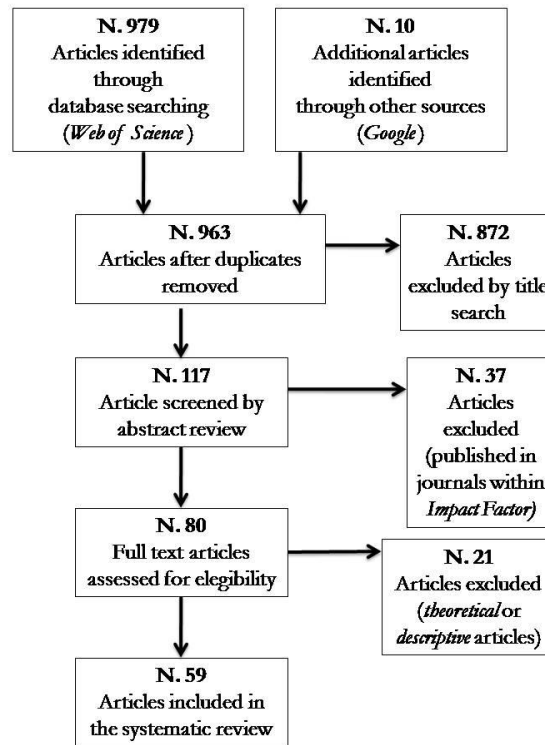 N. 979
Articles identified
through
database searching
(Web of Science)
N. 10
Additional articles
identified
through other sources
(Google)
N. 963
Articles after duplicates
removed
N. 872
Articles
excluded by title
search
N. 117
Article screened by
abstract review
N. 37
Articles
excluded
(published in
journals within
Impact Factor)
N. 80
Full text articles
assessed for elegibility
N. 21
Articles excluded
(theoretical or
descriptive articles)
N. 59
Articles included in
the systematic review